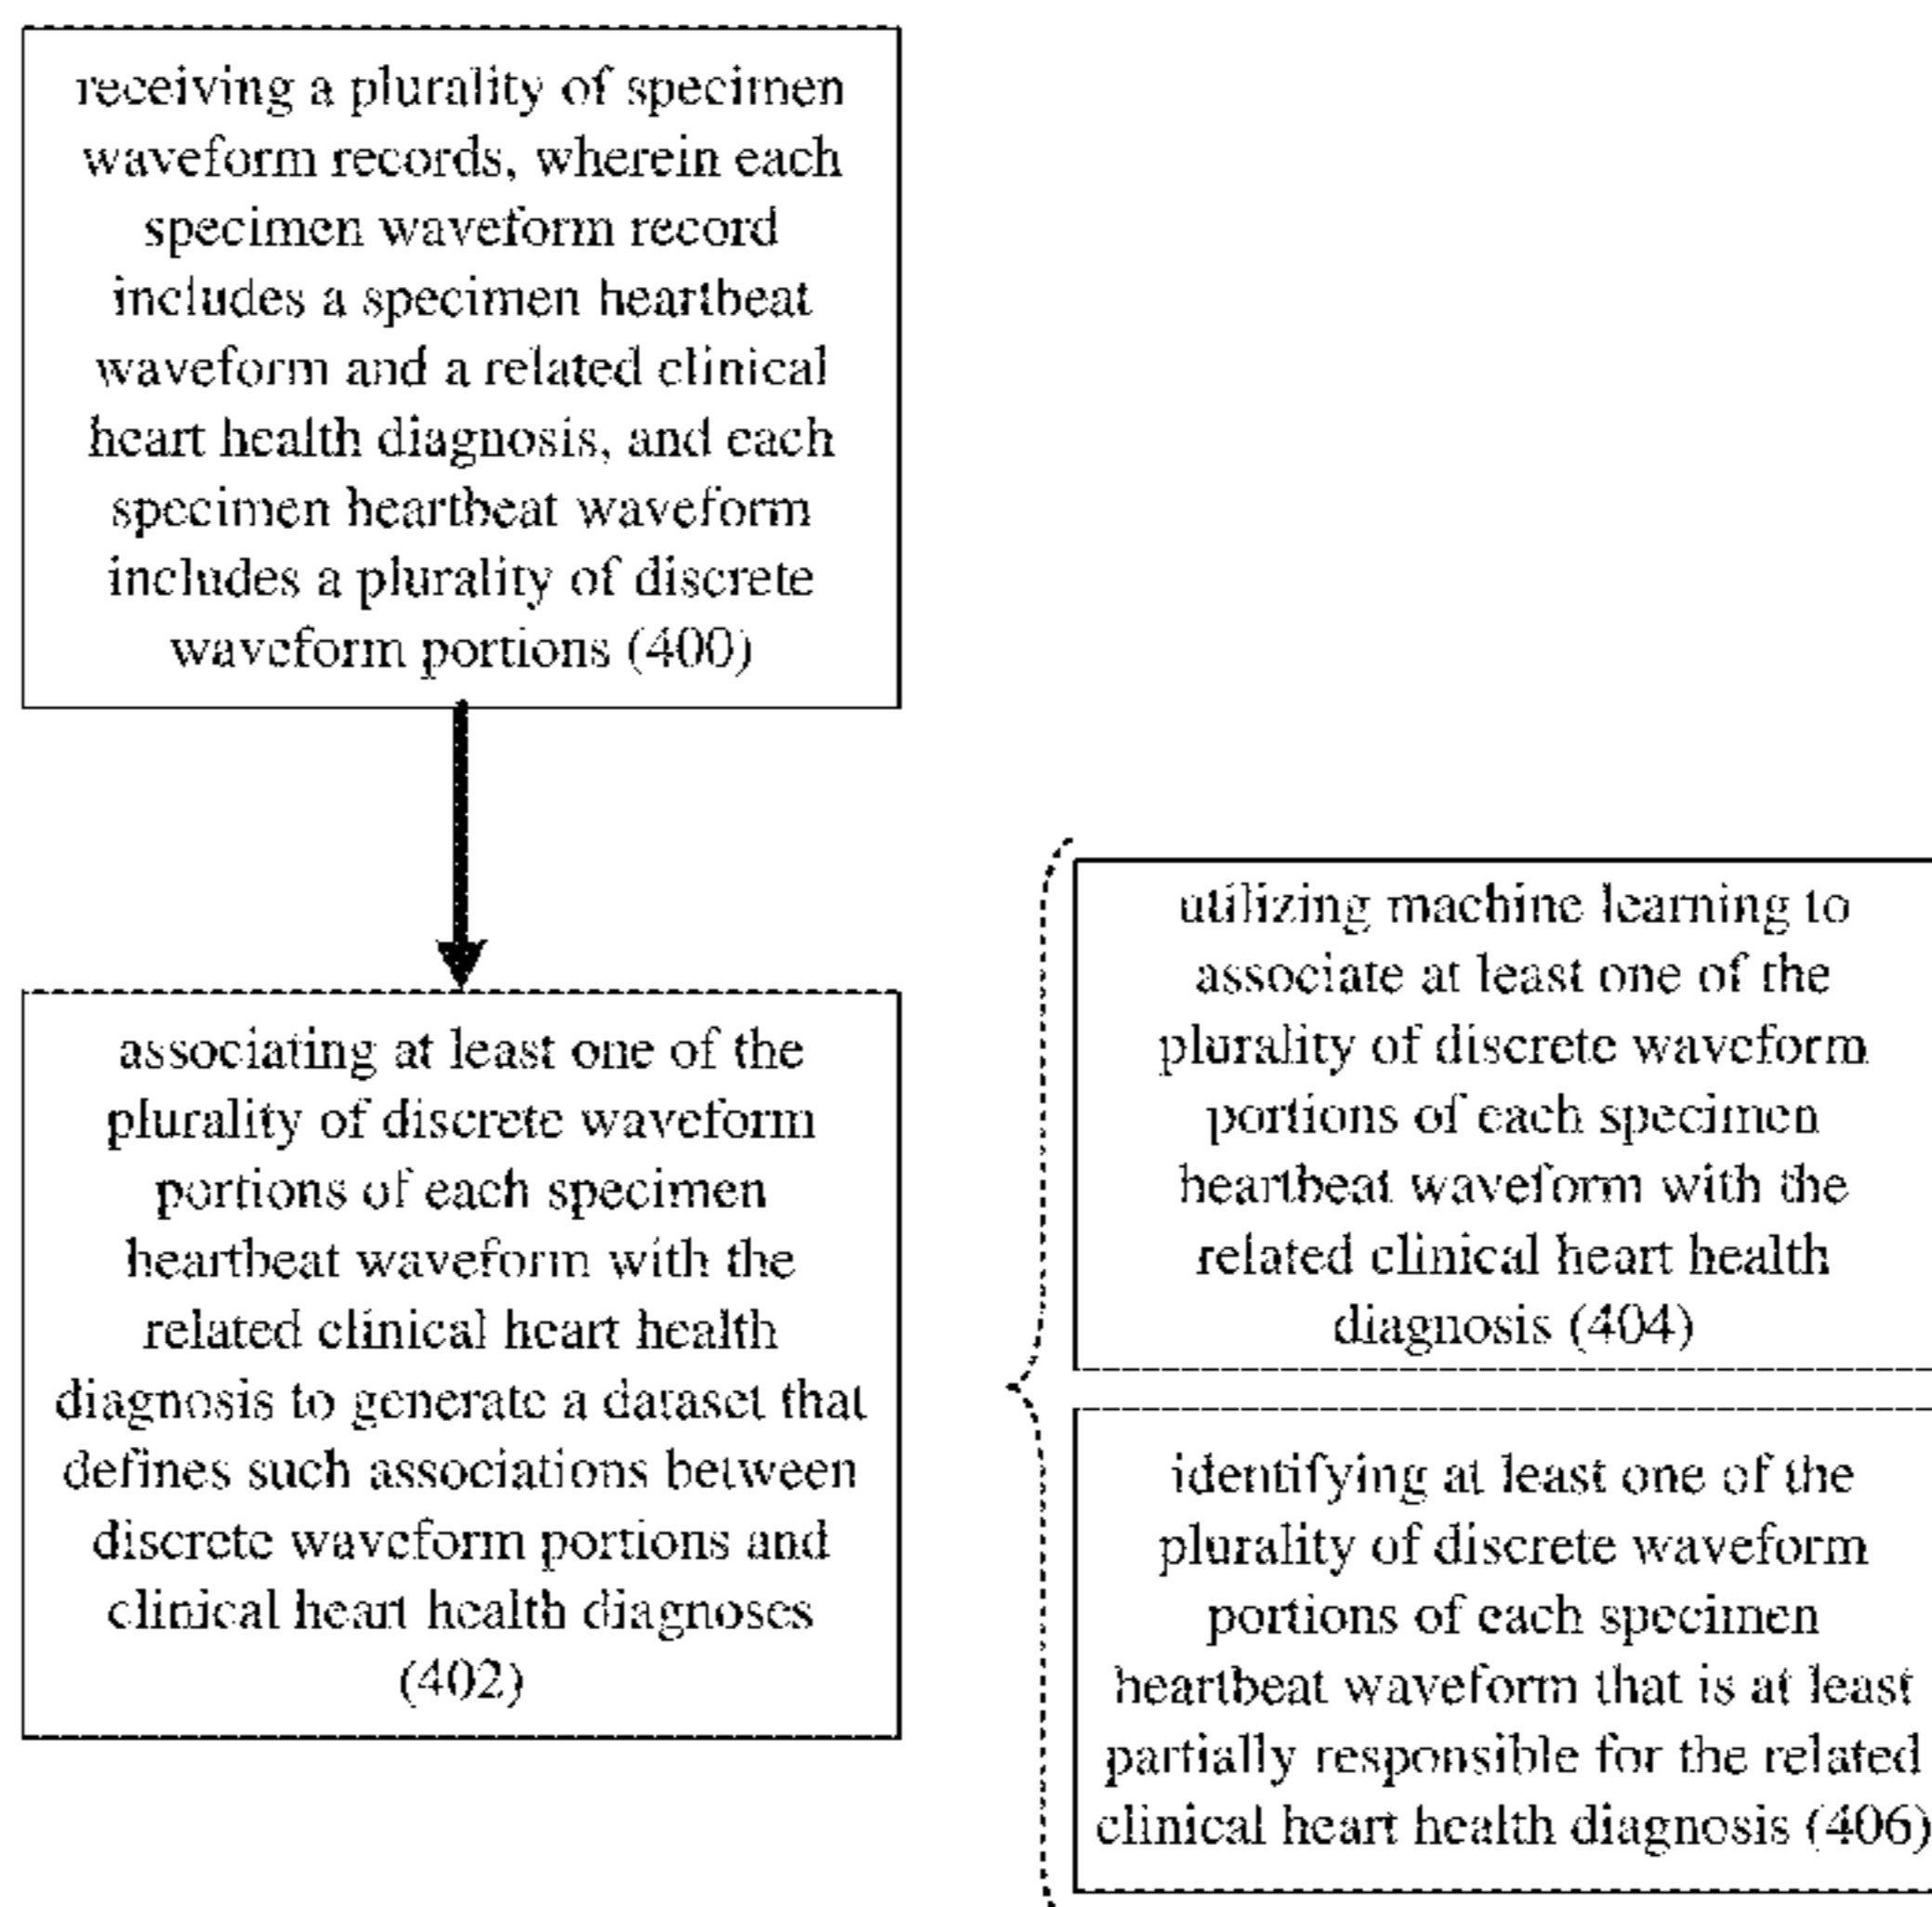 receiving a plurality of specimen
waveform records, wherein each
specimen waveform record
includes a specimen heartbeat
waveform and a related clinical
heart health diagnosis, and each
specimen heartbeat waveform
includes a plurality of discrete
waveform portions (400)
associating at least one of the
plurality of discrete waveform
portions of each specimen
heartbeat waveform with the
related clinical heart health
diagnosis to generate a dataset that
defines such associations between
discrete waveform portions and
clinical heart health diagnoses
(402)
utilizing machine learning to
associate at least one of the
plurality of discrete waveform
portions of each specimen
heartbeat waveform with the
related clinical heart health
diagnosis (404)
identifying at least one of the
plurality of discrete waveform
portions of each specimen
heartbeat waveform that is at least
partially responsible for the related
clinical heart health diagnosis (406)